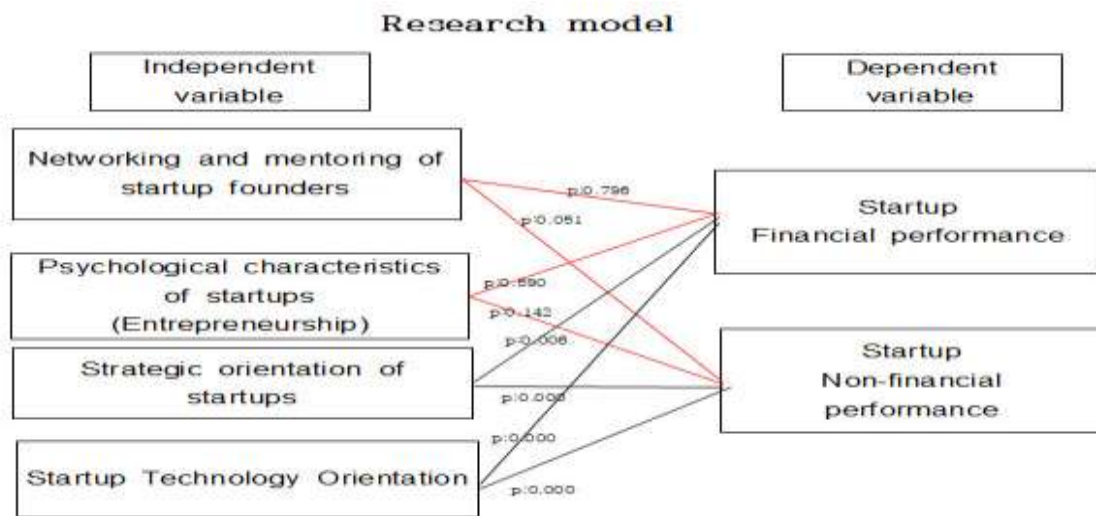 Research model
Independent
variable
Dependent
variable
Networking and mentoring of
startup founders
p:0.796
p:0.051
Startup
Financial performance
Psychological characteristics
of startups
(Entrepreneurship)
p:0.590
p:0.142
p:0.006
Startup
Non-financial
performance
Strategic orientation of
startups
p:0.000
p:0.000
Startup Technology Orientation
p:0.000